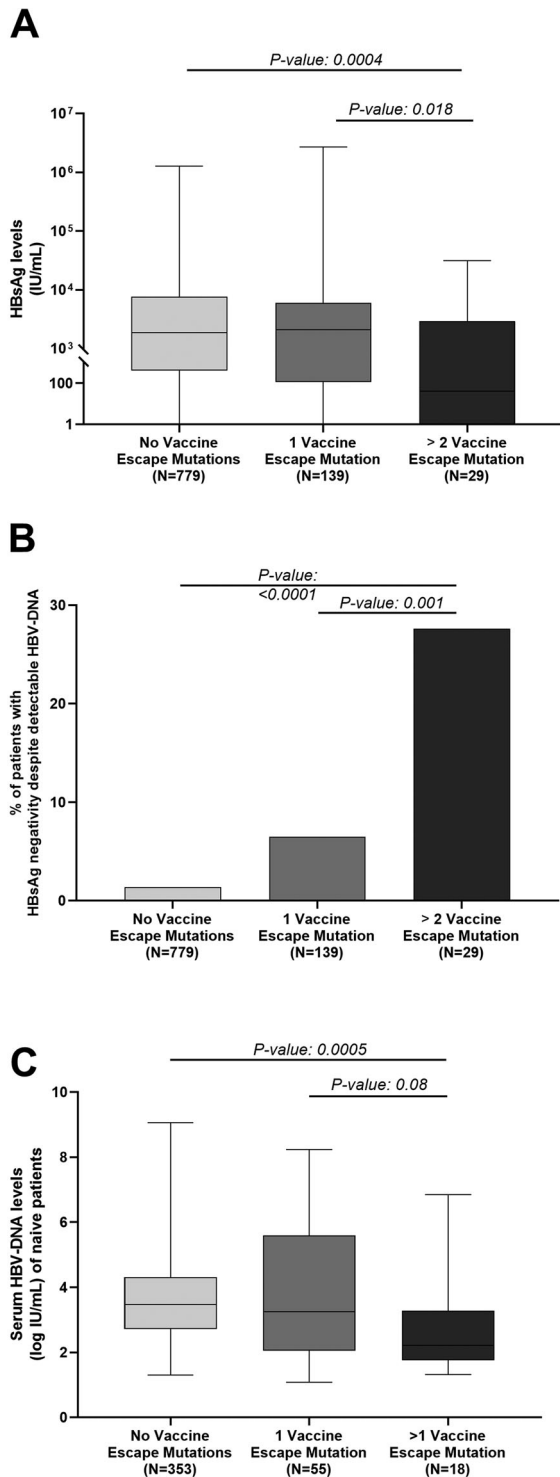 A
P-value: 0.0004
P-value: 0.018
HBsAg levels
(IU/mL)
10⁷
10⁶
10⁵
10⁴
10³
100
1
No Vaccine
Escape Mutations
(N=779)
1 Vaccine
Escape Mutation
(N=139)
> 2 Vaccine
Escape Mutation
(N=29)
B
P-value:
<0.0001
P-value: 0.001
% of patients with
HBsAg negativity despite detectable HBV-DNA
30
20
10
0
No Vaccine
Escape Mutations
(N=779)
1 Vaccine
Escape Mutation
(N=139)
> 2 Vaccine
Escape Mutation
(N=29)
C
P-value: 0.0005
P-value: 0.08
Serum HBV-DNA levels
(log IU/mL) of naive patients
10
8
6
4
2
0
No Vaccine
Escape Mutations
(N=353)
1 Vaccine
Escape Mutation
(N=55)
>1 Vaccine
Escape Mutation
(N=18)